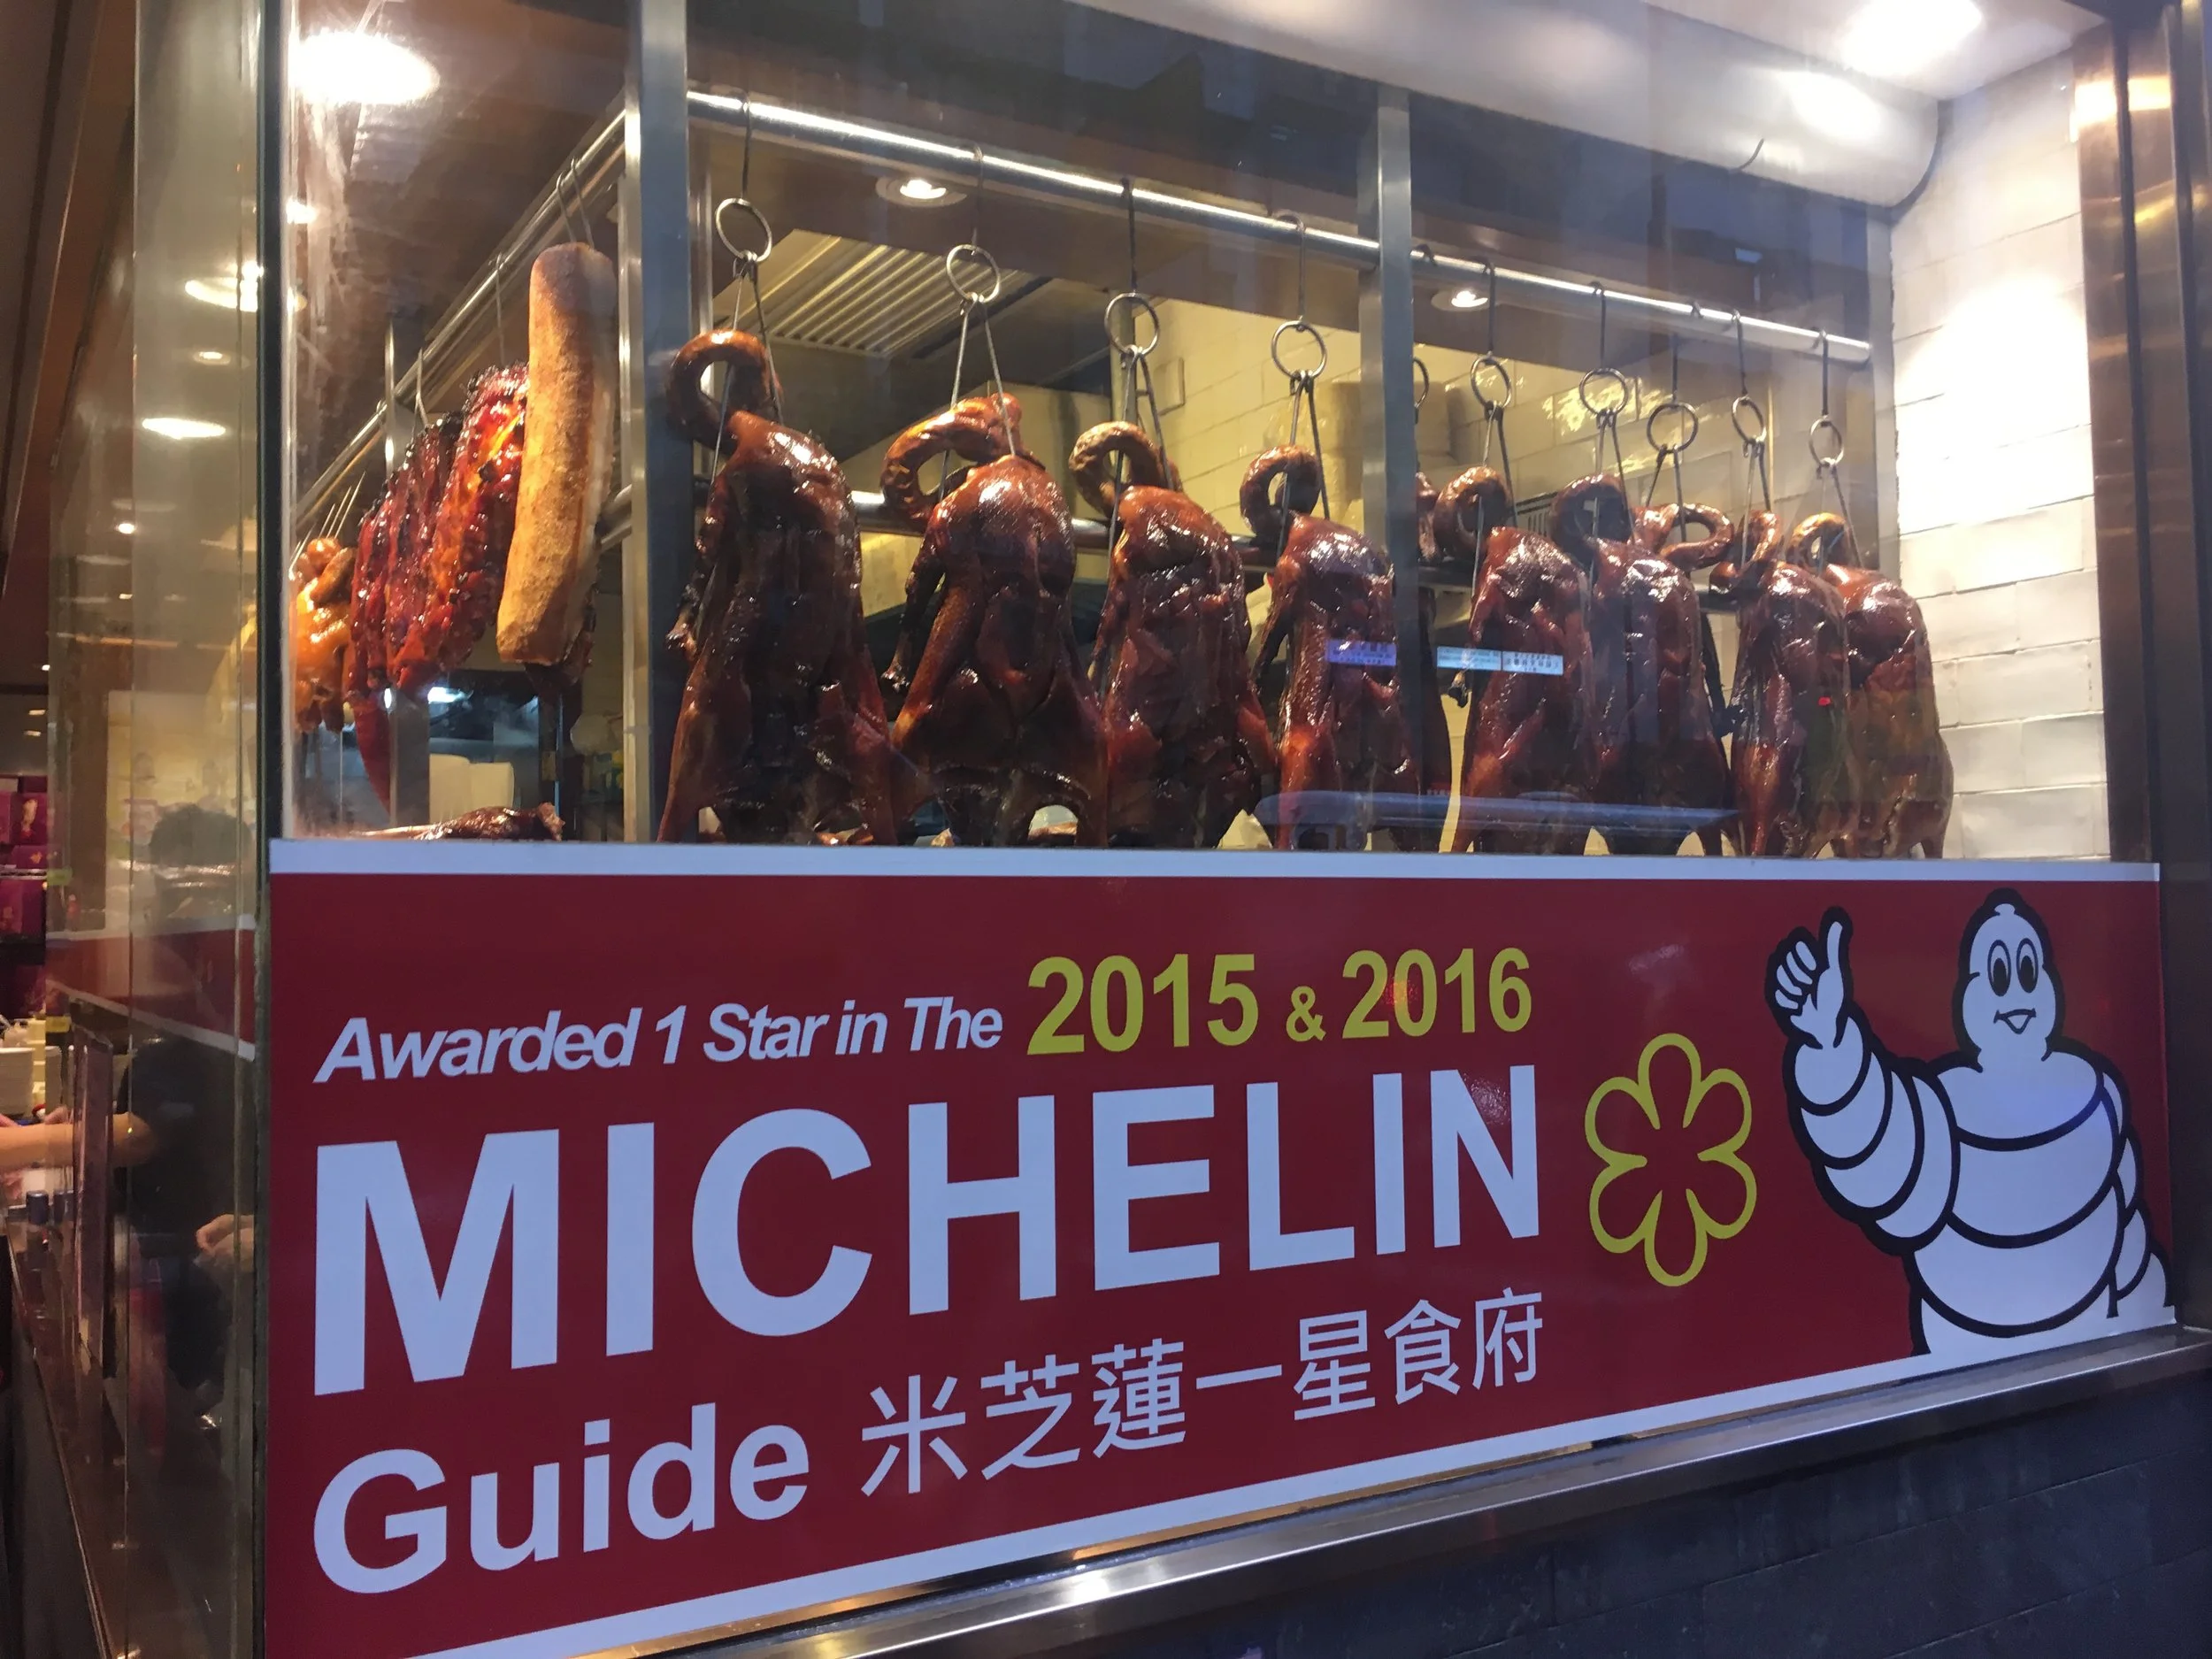 Awarded 1 Star in The 2015 & 2016
MICHELIN
Guide 米芝蓮一星食府